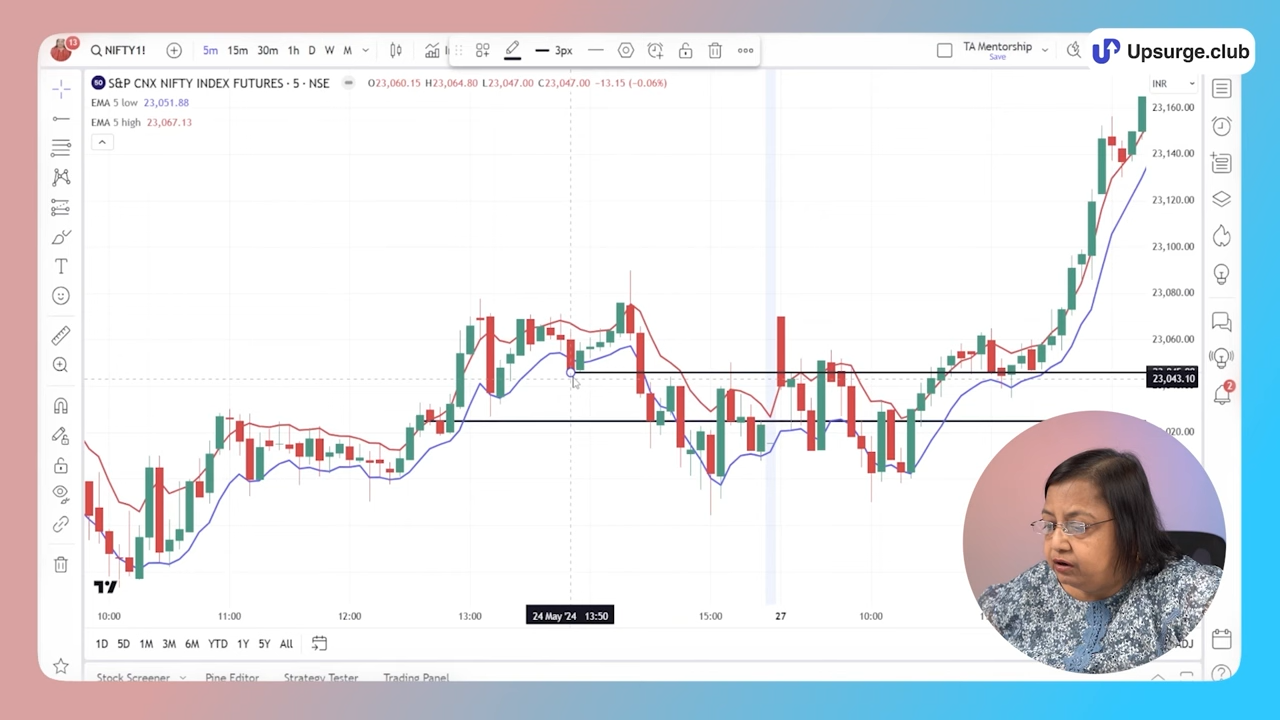 13
NIFTY1!
5m 15m 30m 1h D W M
3px
TA Mentorship
Save
Upsurge.club
S&P CNX NIFTY INDEX FUTURES · 5 · NSE
O23,060.15 H23,064.80 L23,047.00 C23,047.00 -13.15 (-0.06%)
INR
EMA 5 low 23,051.88
EMA 5 high 23,067.13
23,160.00
23,140.00
23,120.00
23,100.00
23,080.00
23,060.00
23,043.10
2
020.00
10:00 11:00 12:00 13:00 24 May '24 13:50 15:00 27 10:00
1D 5D 1M 3M 6M YTD 1Y 5Y All
ADJ
Stock Screener Pine Editor Strategy Tester Trading Panel